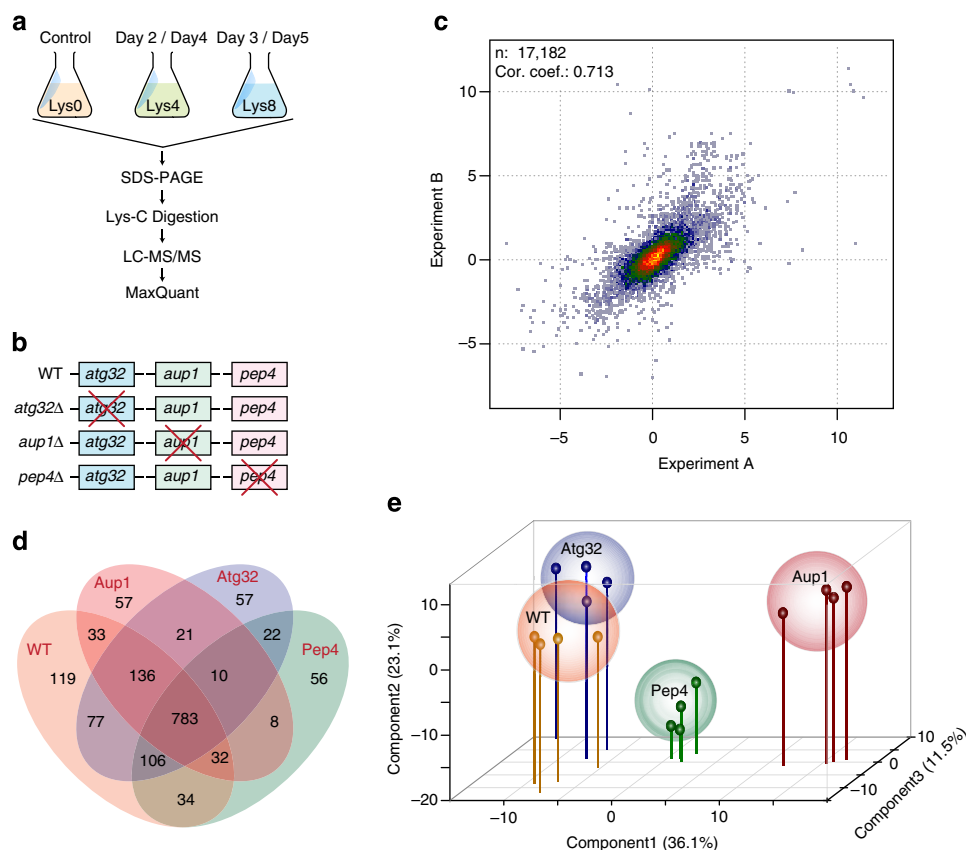 a
Control
Day 2 / Day4
Day 3 / Day5
Lys0
Lys4
Lys8
SDS-PAGE
Lys-C Digestion
LC-MS/MS
MaxQuant
b
WT
atg32
aup1
pep4
atg32Δ
atg32
aup1
pep4
aup1Δ
atg32
aup1
pep4
pep4Δ
atg32
aup1
pep4
c
n: 17,182
Cor. coef.: 0.713
10
5
0
−5
Experiment B
−5
0
5
10
Experiment A
d
Aup1
Atg32
WT
Pep4
57
57
33
21
22
119
136
10
56
77
783
8
106
32
34
e
Atg32
WT
Aup1
Pep4
10
0
−10
−20
Component2 (23.1%)
−10
0
10
Component1 (36.1%)
10
0
−10
Component3 (11.5%)